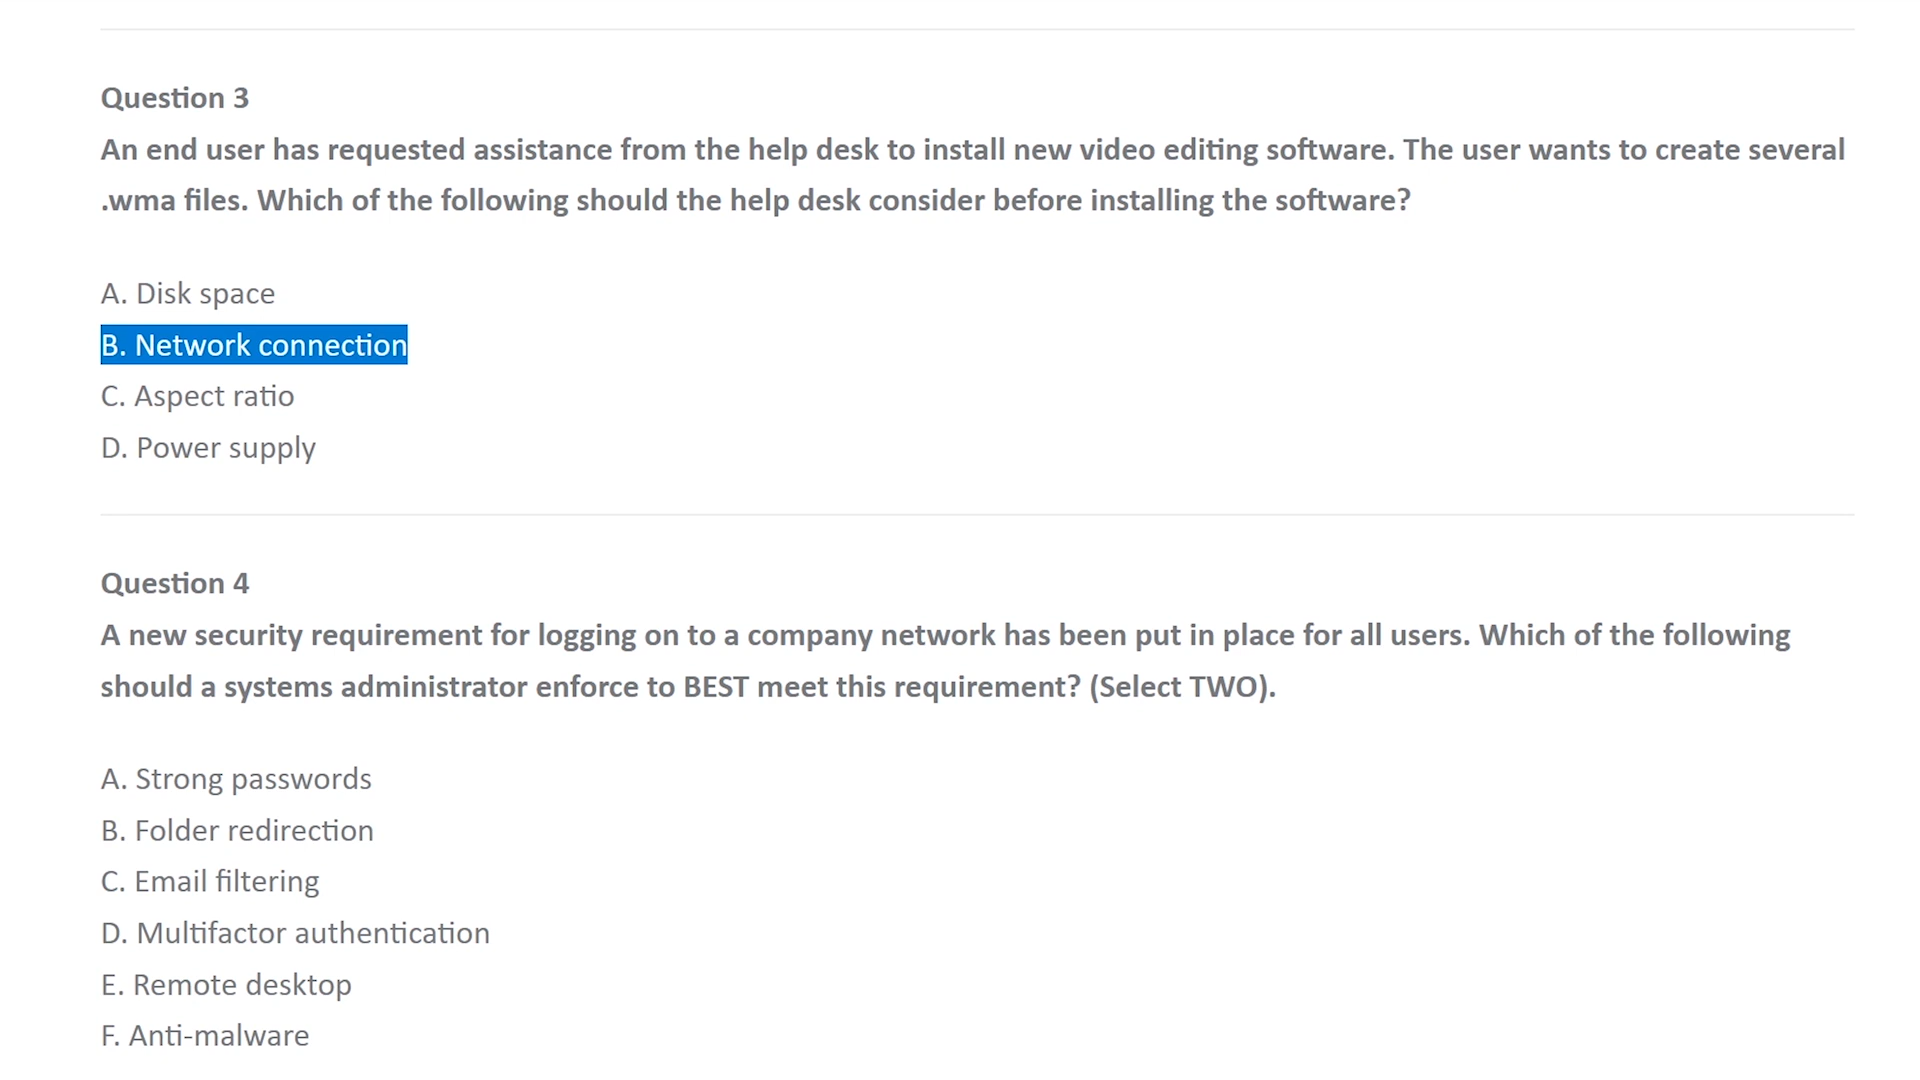 Question 3
An end user has requested assistance from the help desk to install new video editing software. The user wants to create several
.wma files. Which of the following should the help desk consider before installing the software?
A. Disk space
B. Network connection
C. Aspect ratio
D. Power supply
Question 4
A new security requirement for logging on to a company network has been put in place for all users. Which of the following
should a systems administrator enforce to BEST meet this requirement? (Select TWO).
A. Strong passwords
B. Folder redirection
C. Email filtering
D. Multifactor authentication
E. Remote desktop
F. Anti-malware